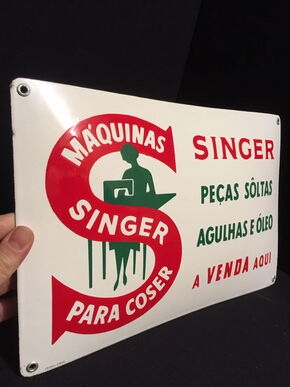 MÁQUINAS
SINGER
PARA COSER
SINGER
PEÇAS SÔLTAS
AGULHAS E ÓLEO
A VENDA AQUI